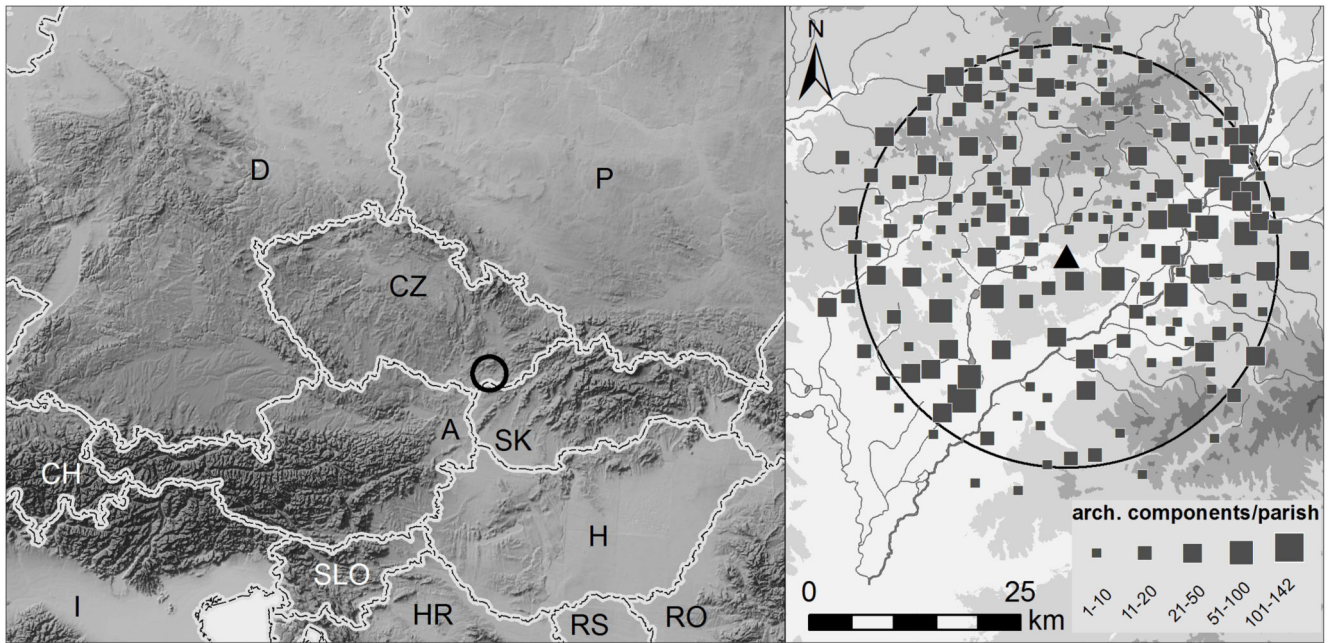 D
P
CZ
A
SK
CH
H
SLO
I
HR
RS
RO
N
arch. components/parish
1-10
11-20
21-50
51-100
101-142
0 25
km